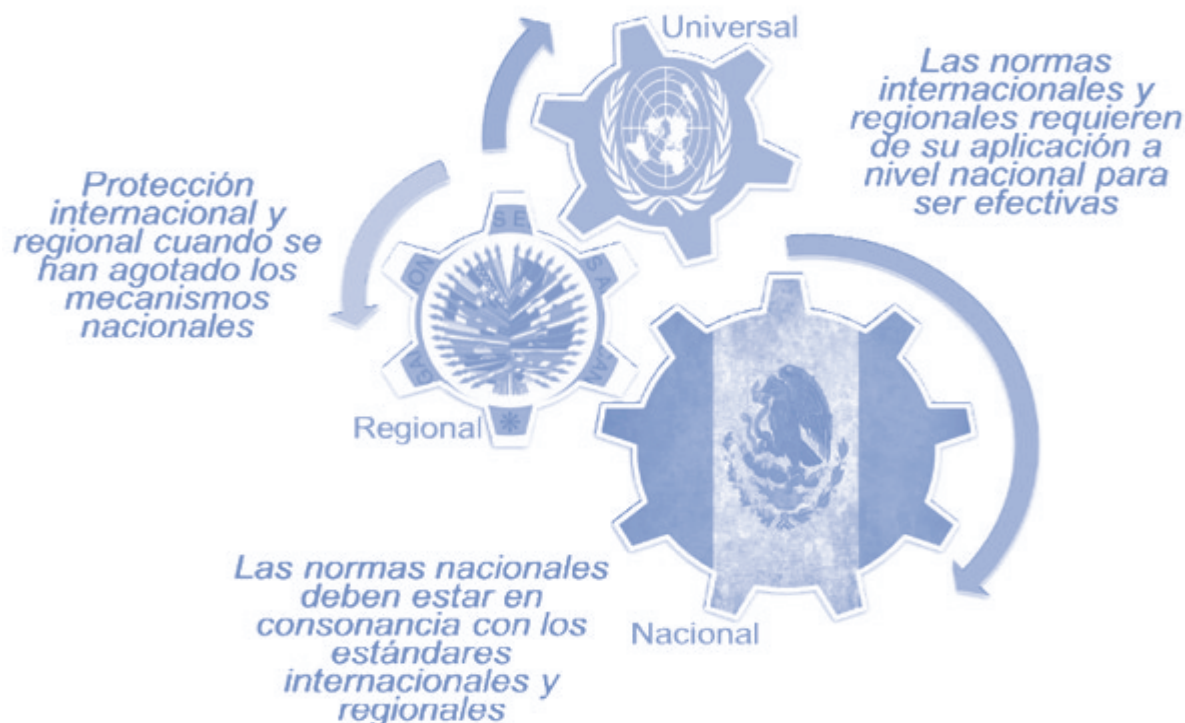 Universal
Las normas
internacionales y
regionales requieren
de su aplicación a
nivel nacional para
ser efectivas
Protección
internacional y
regional cuando se
han agotado los
mecanismos
nacionales
Regional
Nacional
Las normas nacionales
deben estar en
consonancia con los
estándares
internacionales y
regionales